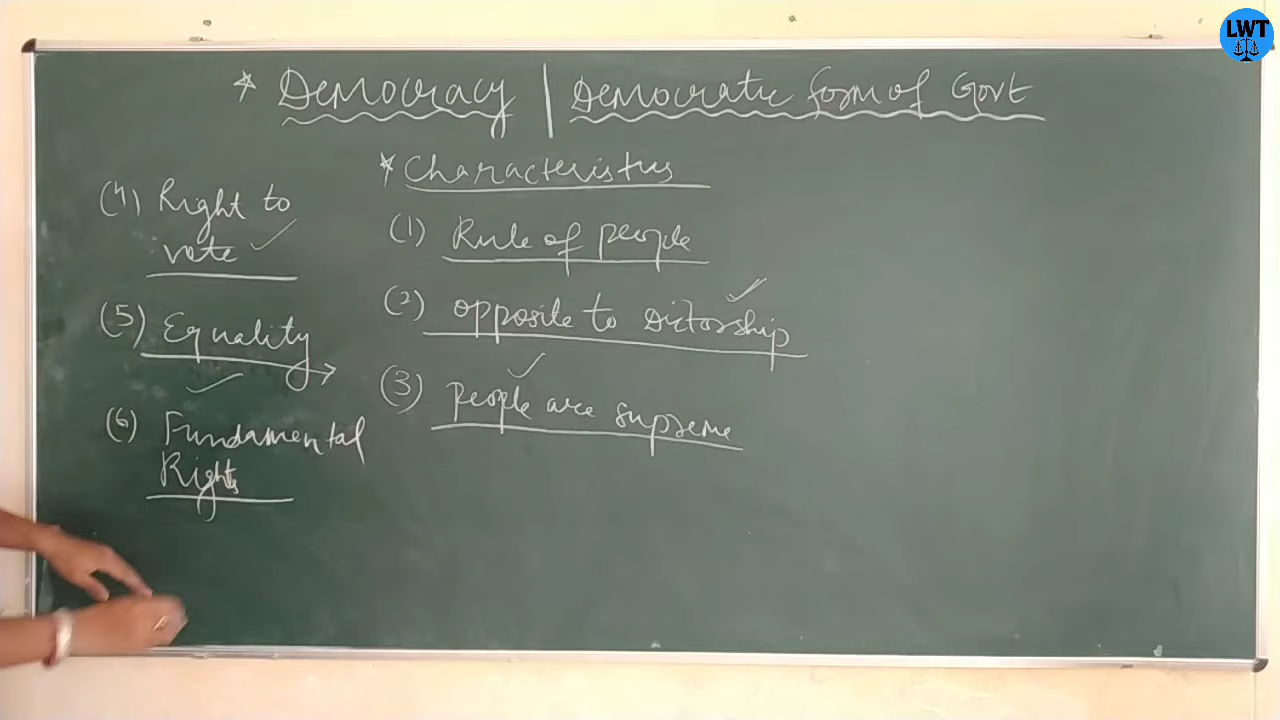 LWT
* Democracy | Democratic form of Govt
* Characteristics
(1) Rule of people
(2) opposite to Dictorship
(3) people are supreme
(4) Right to
vote
(5) Equality
(6) Fundamental
Rights